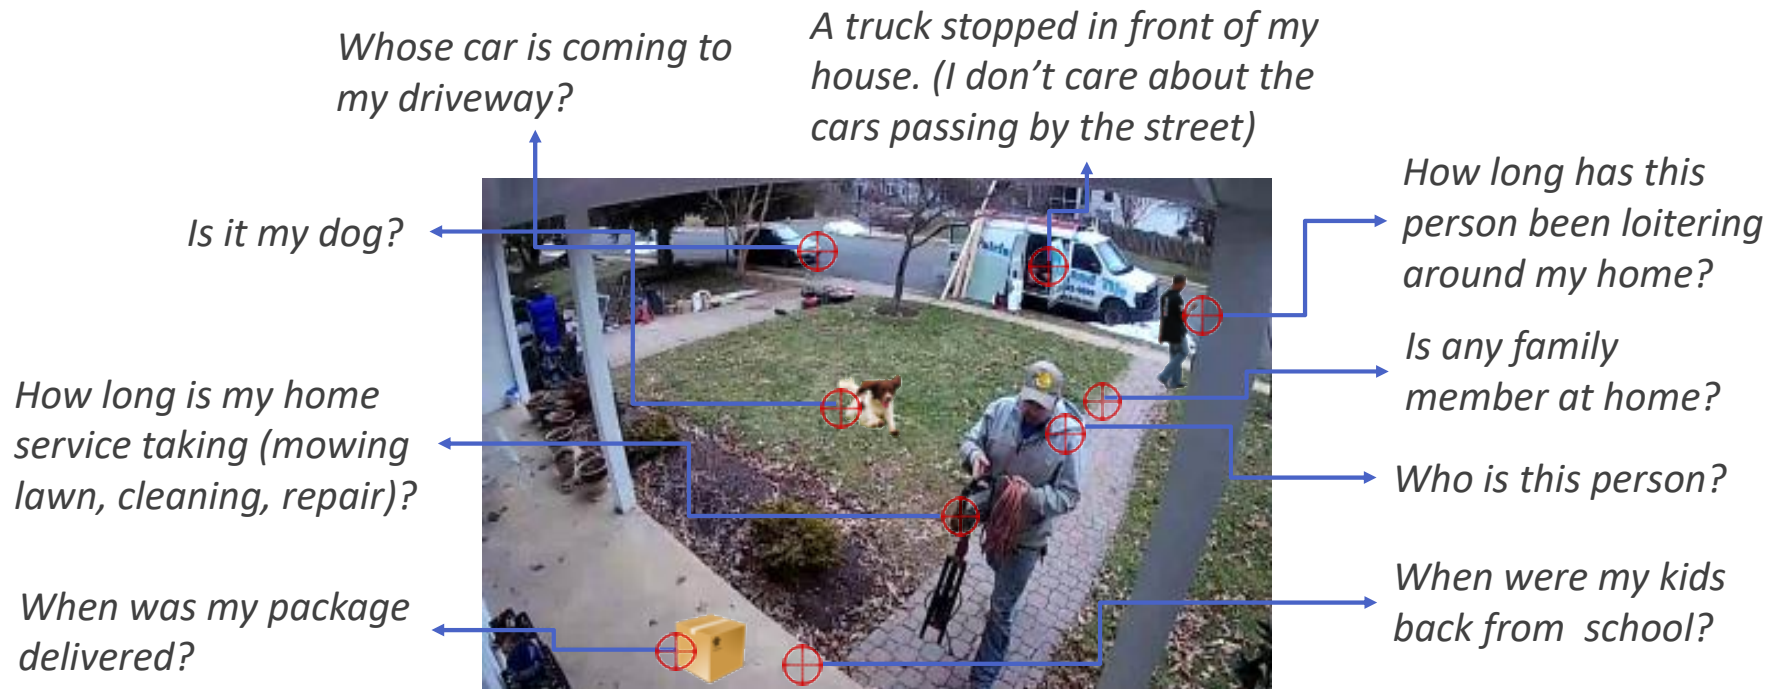 Whose car is coming to
my driveway?
A truck stopped in front of my
house. (I don’t care about the
cars passing by the street)
Is it my dog?
How long has this
person been loitering
around my home?
Is any family
member at home?
How long is my home
service taking (mowing
lawn, cleaning, repair)?
Who is this person?
When was my package
delivered?
When were my kids
back from  school?